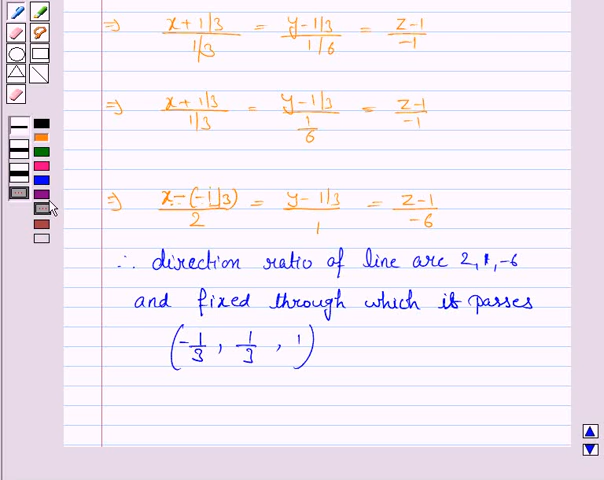 ⇒ x+1/3 / 1/3 = y-1/3 / 1/6 = z-1 / -1
⇒ x+1/3 / 1/3 = y-1/3 / 1/6 = z-1 / -1
⇒ x-(-1/3) / 2 = y-1/3 / 1 = z-1 / -6
∴ direction ratio of line are 2, 1, -6
and fixed through which it passes
(-1/3 , 1/3 , 1)